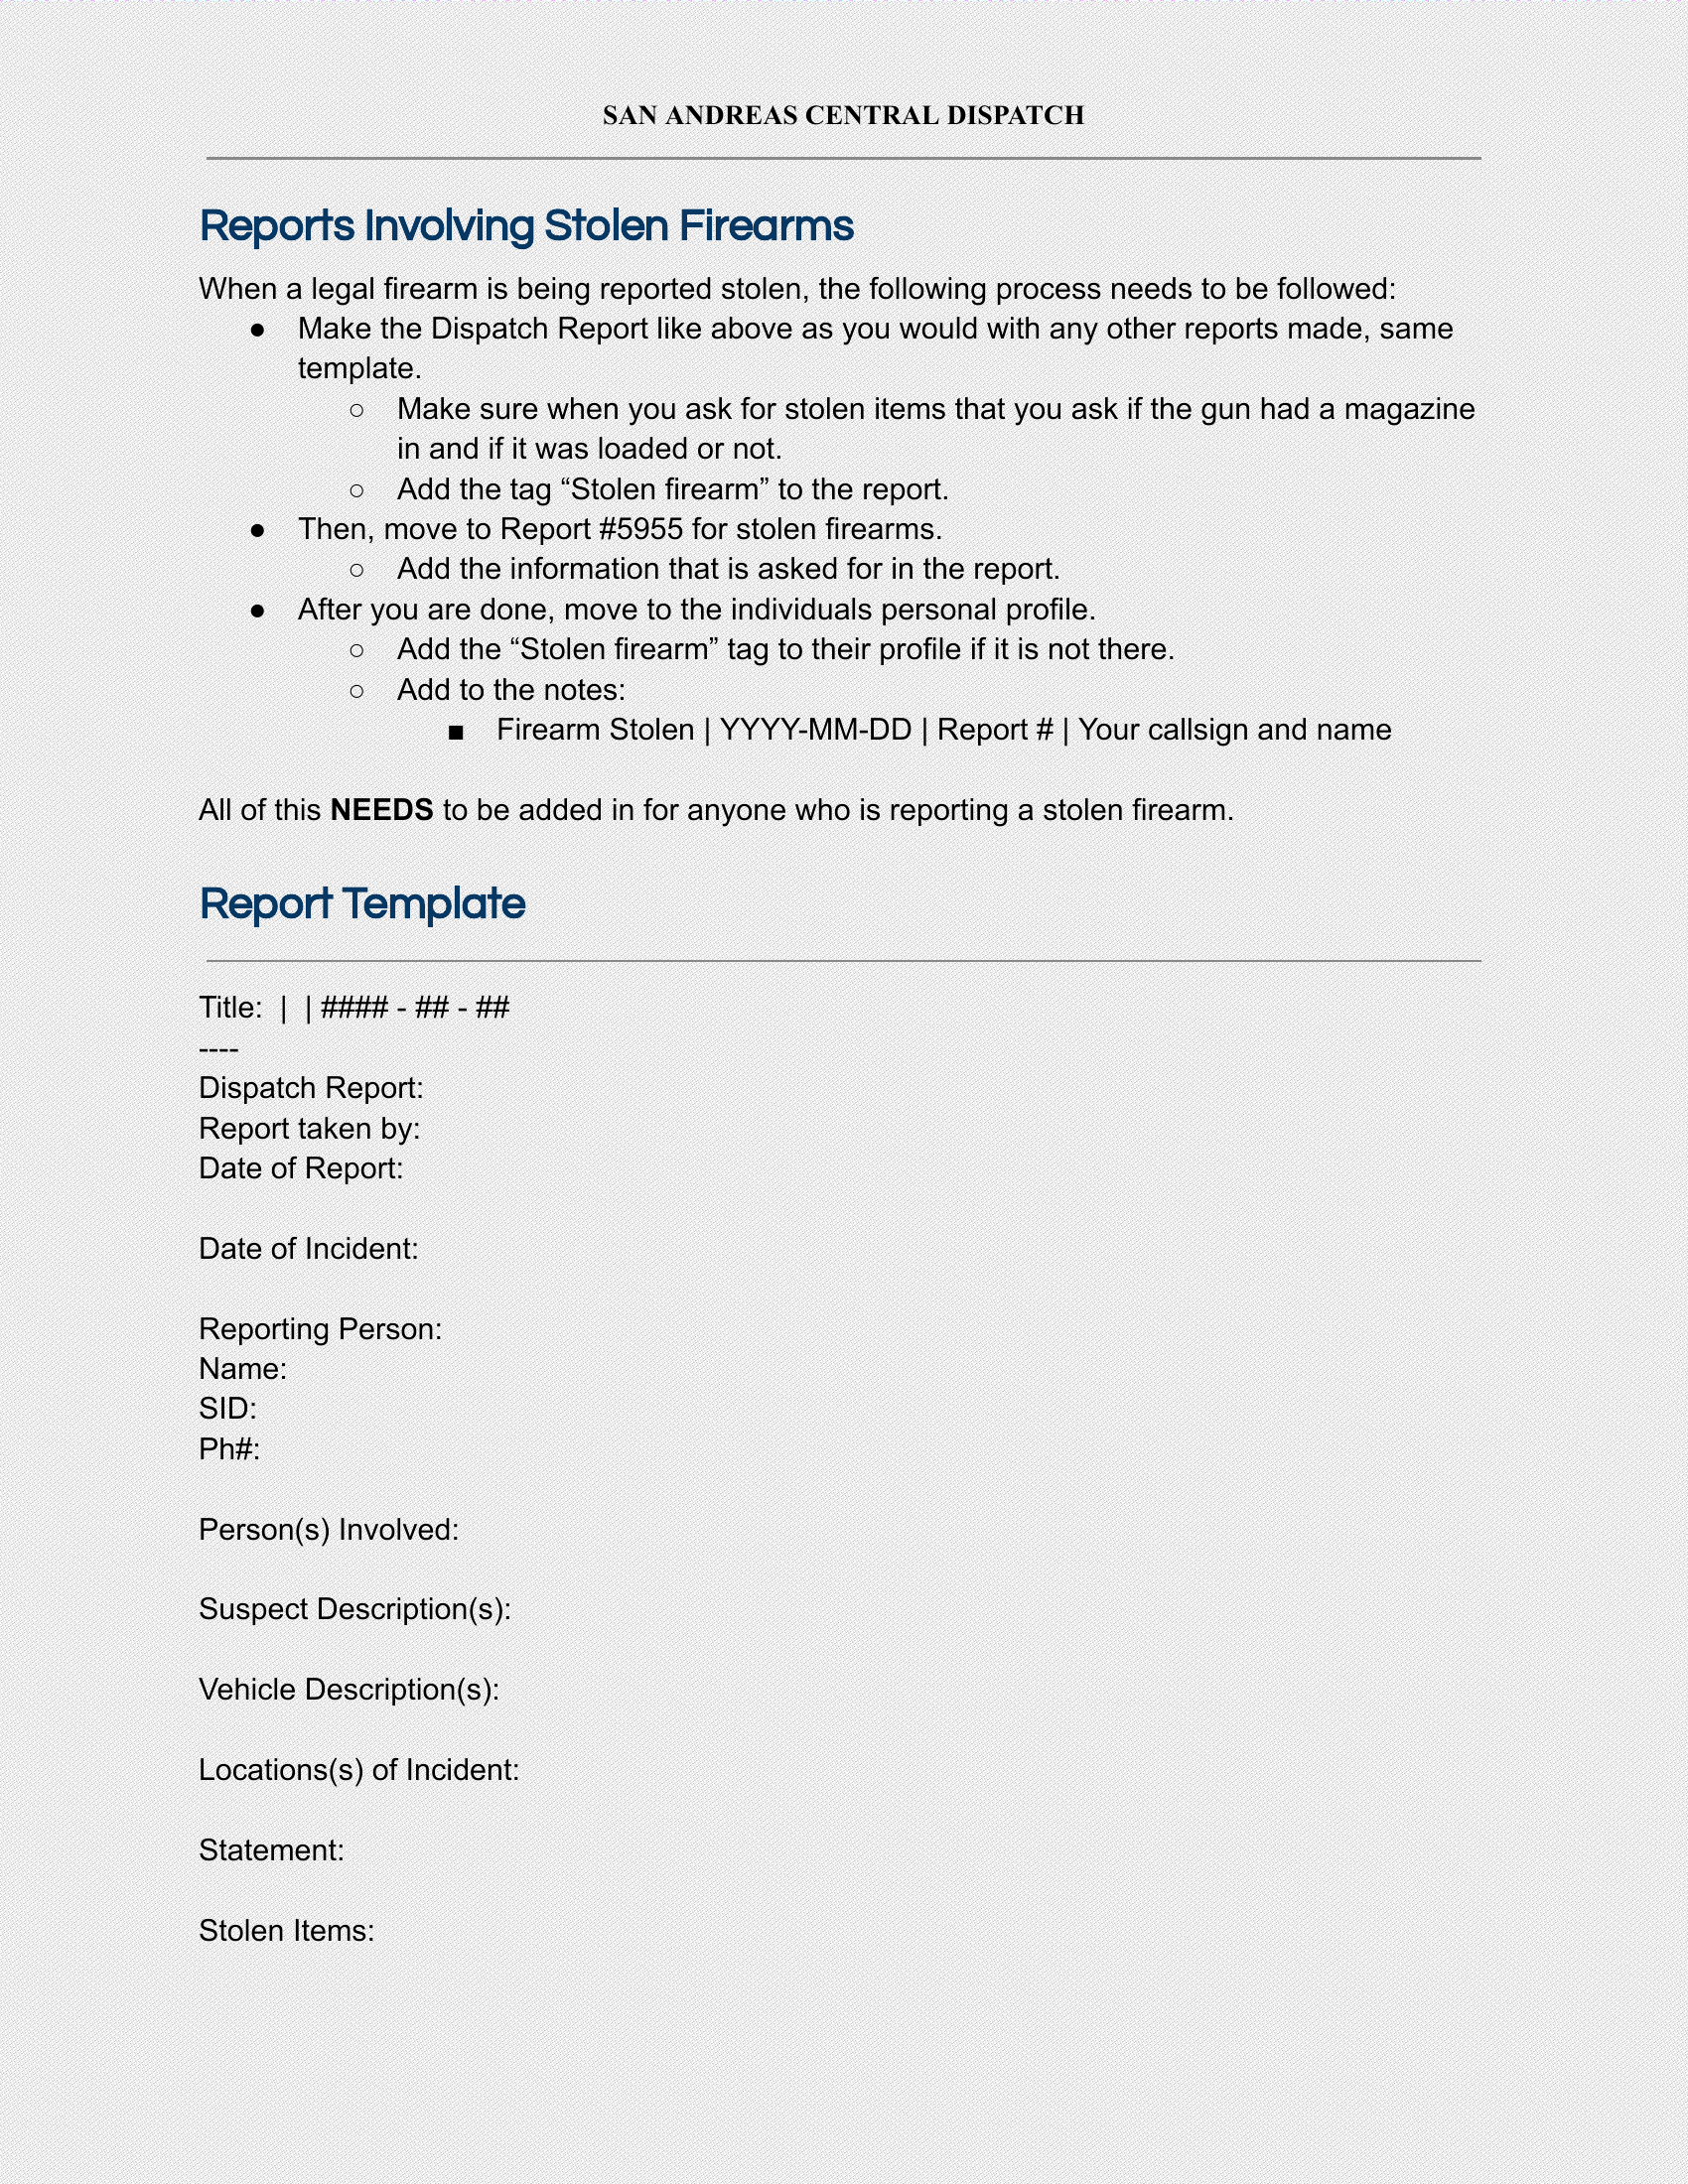 SAN ANDREAS CENTRAL DISPATCH
Reports Involving Stolen Firearms
When a legal firearm is being reported stolen, the following process needs to be followed:
● Make the Dispatch Report like above as you would with any other reports made, same
template.
○ Make sure when you ask for stolen items that you ask if the gun had a magazine
in and if it was loaded or not.
○ Add the tag “Stolen firearm” to the report.
● Then, move to Report #5955 for stolen firearms.
○ Add the information that is asked for in the report.
● After you are done, move to the individuals personal profile.
○ Add the “Stolen firearm” tag to their profile if it is not there.
○ Add to the notes:
■ Firearm Stolen | YYYY-MM-DD | Report # | Your callsign and name
All of this NEEDS to be added in for anyone who is reporting a stolen firearm.
Report Template
Title: | | #### - ## - ##
----
Dispatch Report:
Report taken by:
Date of Report:
Date of Incident:
Reporting Person:
Name:
SID:
Ph#:
Person(s) Involved:
Suspect Description(s):
Vehicle Description(s):
Locations(s) of Incident:
Statement:
Stolen Items: